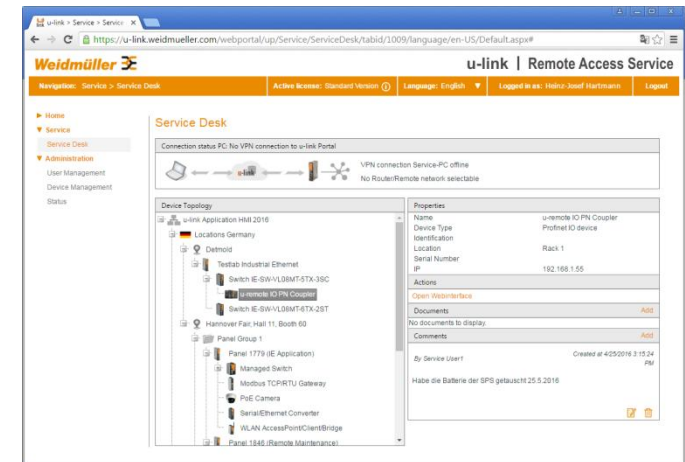 u-link > Service > Service
https://u-link.weidmueller.com/webportal/up/Service/ServiceDesk/tabid/1009/language/en-US/Default.aspx#
Weidmüller
u-link | Remote Access Service
Navigation: Service > Service Desk
Active license: Standard Version
Language: English
Logged in as: Heinz-Josef Hartmann
Logout
Home
Service
Service Desk
Administration
User Management
Device Management
Status
Service Desk
Connection status PC: No VPN connection to u-link Portal
u-link
VPN connection Service-PC offline
No Router/Remote network selectable
Device Topology
u-link Application HMI 2016
Locations Germany
Detmold
Testlab Industrial Ethernet
Switch IE-SW-VL08MT-5TX-3SC
u-remote IO PN Coupler
Switch IE-SW-VL08MT-6TX-2ST
Hannover Fair, Hall 11, Booth 60
Panel Group 1
Panel 1779 (IE Application)
Managed Switch
Modbus TCP/RTU Gateway
PoE Camera
Serial/Ethernet Converter
WLAN AccessPoint/Client/Bridge
Panel 1846 (Remote Maintenance)
Properties
Name u-remote IO PN Coupler
Device Type Profinet IO device
Identification
Location Rack 1
Serial Number
IP 192.168.1.55
Actions
Open Webinterface
Documents Add
No documents to display.
Comments Add
By Service User1
Created at 4/25/2016 3:15:24
PM
Habe die Batterie der SPS getauscht 25.5.2016